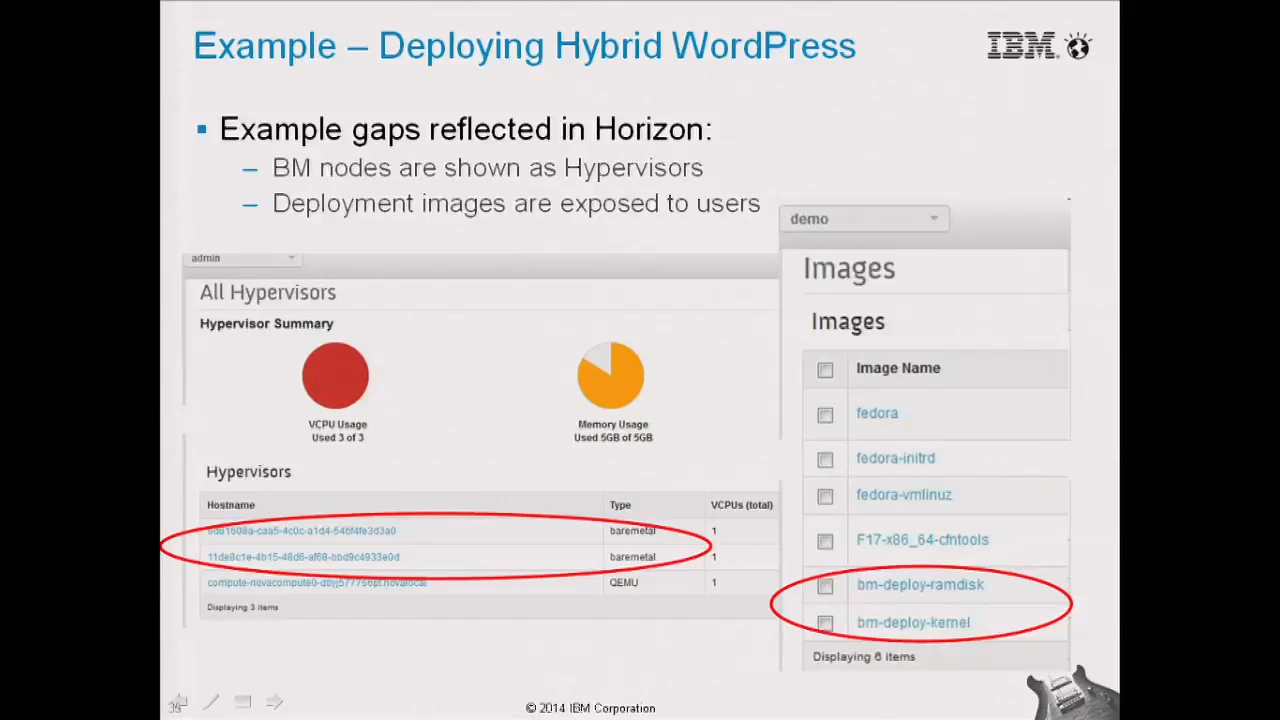 Example – Deploying Hybrid WordPress
IBM
Example gaps reflected in Horizon:
– BM nodes are shown as Hypervisors
– Deployment images are exposed to users
admin
All Hypervisors
Hypervisor Summary
VCPU Usage
Used 3 of 3
Memory Usage
Used 5GB of 5GB
Hypervisors
Hostname Type VCPUs (total)
baremetal 1
11de8c1e-4b15-48d6-af68-bbd9c4933e0d baremetal 1
QEMU 1
Displaying 3 items
demo
Images
Images
Image Name
fedora
fedora-initrd
fedora-vmlinuz
F17-x86_64-cfntools
bm-deploy-ramdisk
bm-deploy-kernel
Displaying 6 items
© 2014 IBM Corporation